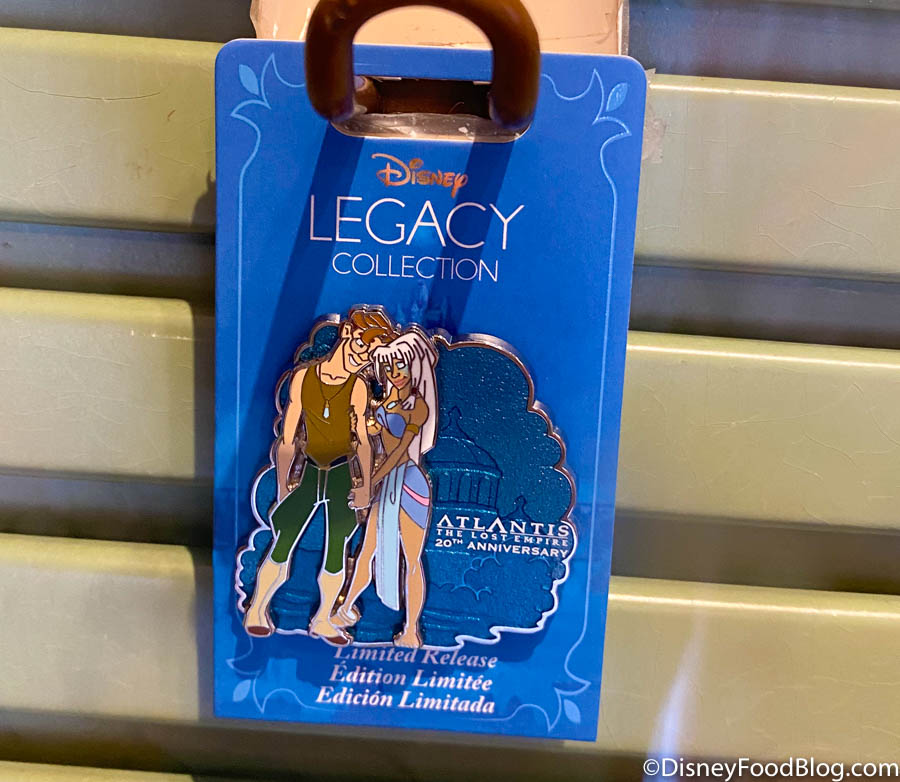 Disney
LEGACY
COLLECTION
ATLANTIS
THE LOST EMPIRE
20TH ANNIVERSARY
Limited Release
Édition Limitée
Edición Limitada
©DisneyFoodBlog.com